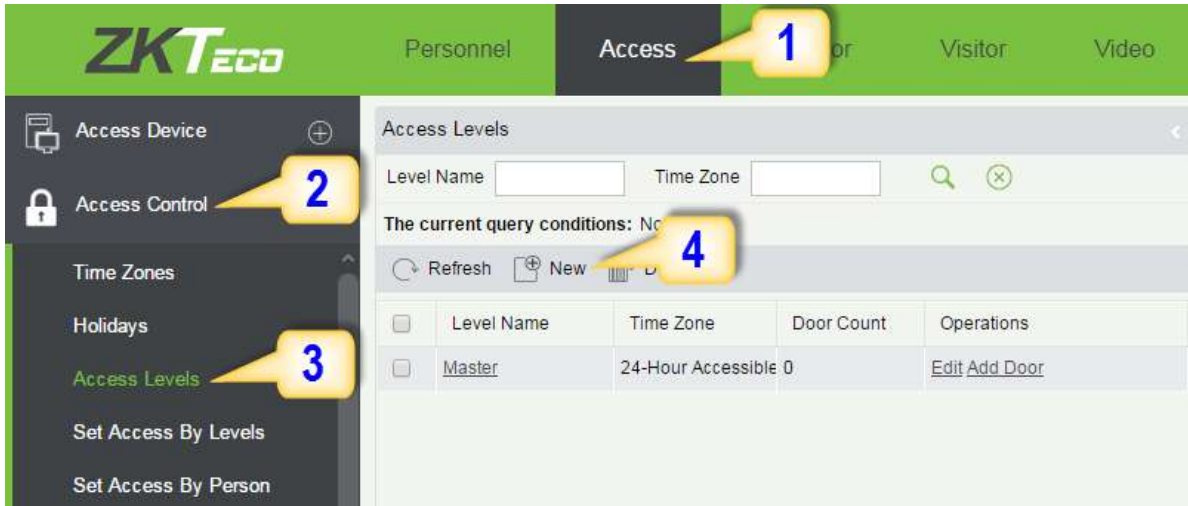 ZKTECO
Personnel Access 1 or Visitor Video
Access Device
Access Levels
Level Name Time Zone
Access Control 2
The current query conditions: No
4
Refresh New D
Time Zones
Holidays
Level Name Time Zone Door Count Operations
Master 24-Hour Accessible 0 Edit Add Door
Access Levels 3
Set Access By Levels
Set Access By Person